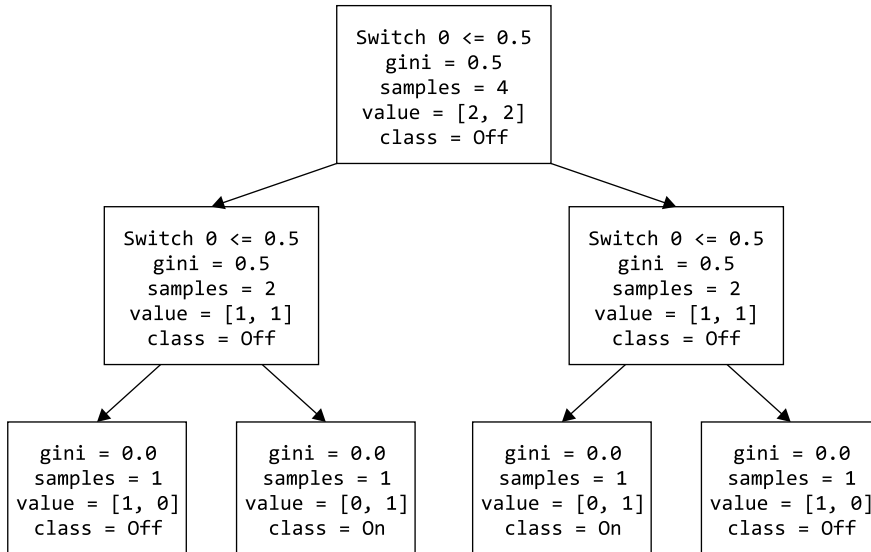 Switch 0 <= 0.5
gini = 0.5
samples = 4
value = [2, 2]
class = Off
Switch 0 <= 0.5
gini = 0.5
samples = 2
value = [1, 1]
class = Off
Switch 0 <= 0.5
gini = 0.5
samples = 2
value = [1, 1]
class = Off
gini = 0.0
samples = 1
value = [1, 0]
class = Off
gini = 0.0
samples = 1
value = [0, 1]
class = On
gini = 0.0
samples = 1
value = [0, 1]
class = On
gini = 0.0
samples = 1
value = [1, 0]
class = Off